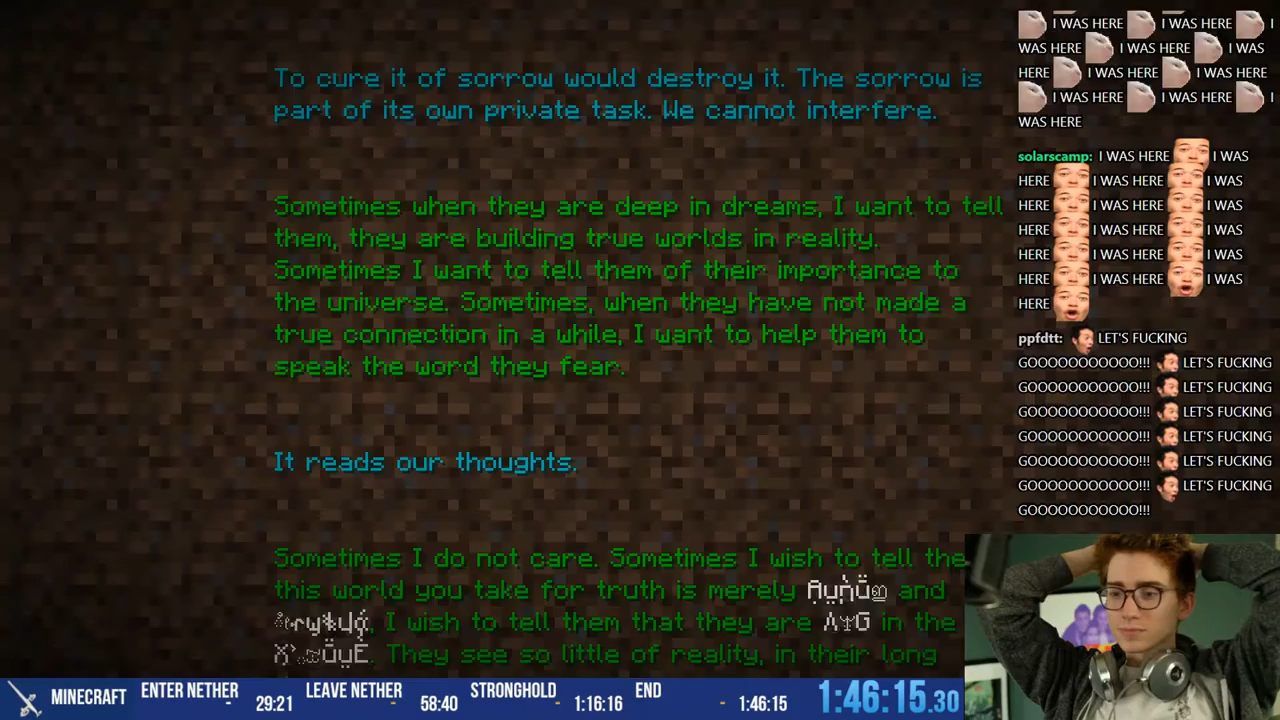 To cure it of sorrow would destroy it. The sorrow is
part of its own private task. We cannot interfere.
Sometimes when they are deep in dreams, I want to tell
them, they are building true worlds in reality.
Sometimes I want to tell them of their importance to
the universe. Sometimes, when they have not made a
true connection in a while, I want to help them to
speak the word they fear.
It reads our thoughts.
Sometimes I do not care. Sometimes I wish to tell the
this world you take for truth is merely and
, I wish to tell them that they are in the
. They see so little of reality, in their long
I WAS HERE I WAS HERE I
WAS HERE I WAS HERE I WAS
HERE I WAS HERE I WAS HERE
I WAS HERE I WAS HERE I
WAS HERE
solarscamp: I WAS HERE I WAS
HERE I WAS HERE I WAS
HERE I WAS HERE I WAS
HERE I WAS HERE I WAS
HERE I WAS HERE I WAS
HERE I WAS HERE I WAS
HERE
ppfdtt: LET'S FUCKING
GOOOOOOOOOOO!!! LET'S FUCKING
GOOOOOOOOOOO!!! LET'S FUCKING
GOOOOOOOOOOO!!! LET'S FUCKING
GOOOOOOOOOOO!!! LET'S FUCKING
GOOOOOOOOOOO!!! LET'S FUCKING
GOOOOOOOOOOO!!!
MINECRAFT ENTER NETHER - 29:21 LEAVE NETHER - 58:40 STRONGHOLD - 1:16:16 END - 1:46:15 1:46:15.30